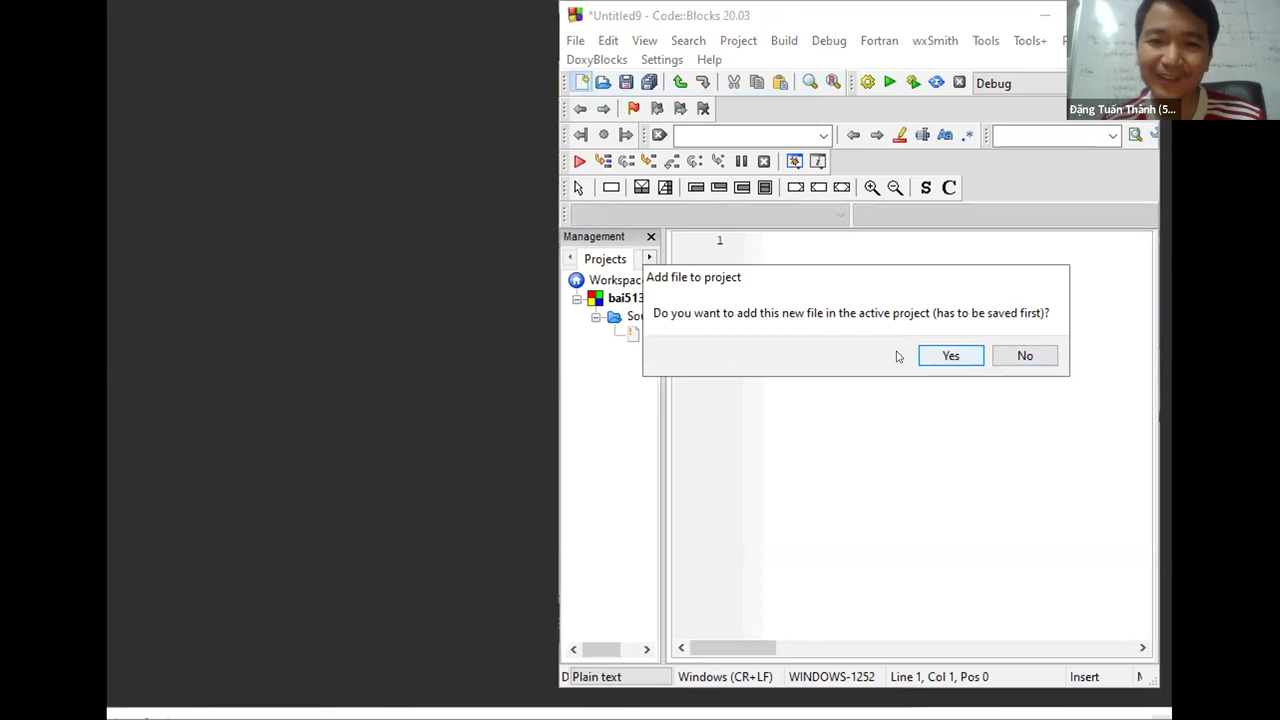 *Untitled9 - Code::Blocks 20.03
File Edit View Search Project Build Debug Fortran wxSmith Tools Tools+
DoxyBlocks Settings Help
Debug
Đặng Tuấn Thành (5...
S C
Management
Projects
1
Workspac
bai513
Sou
Add file to project
Do you want to add this new file in the active project (has to be saved first)?
Yes No
Plain text Windows (CR+LF) WINDOWS-1252 Line 1, Col 1, Pos 0 Insert